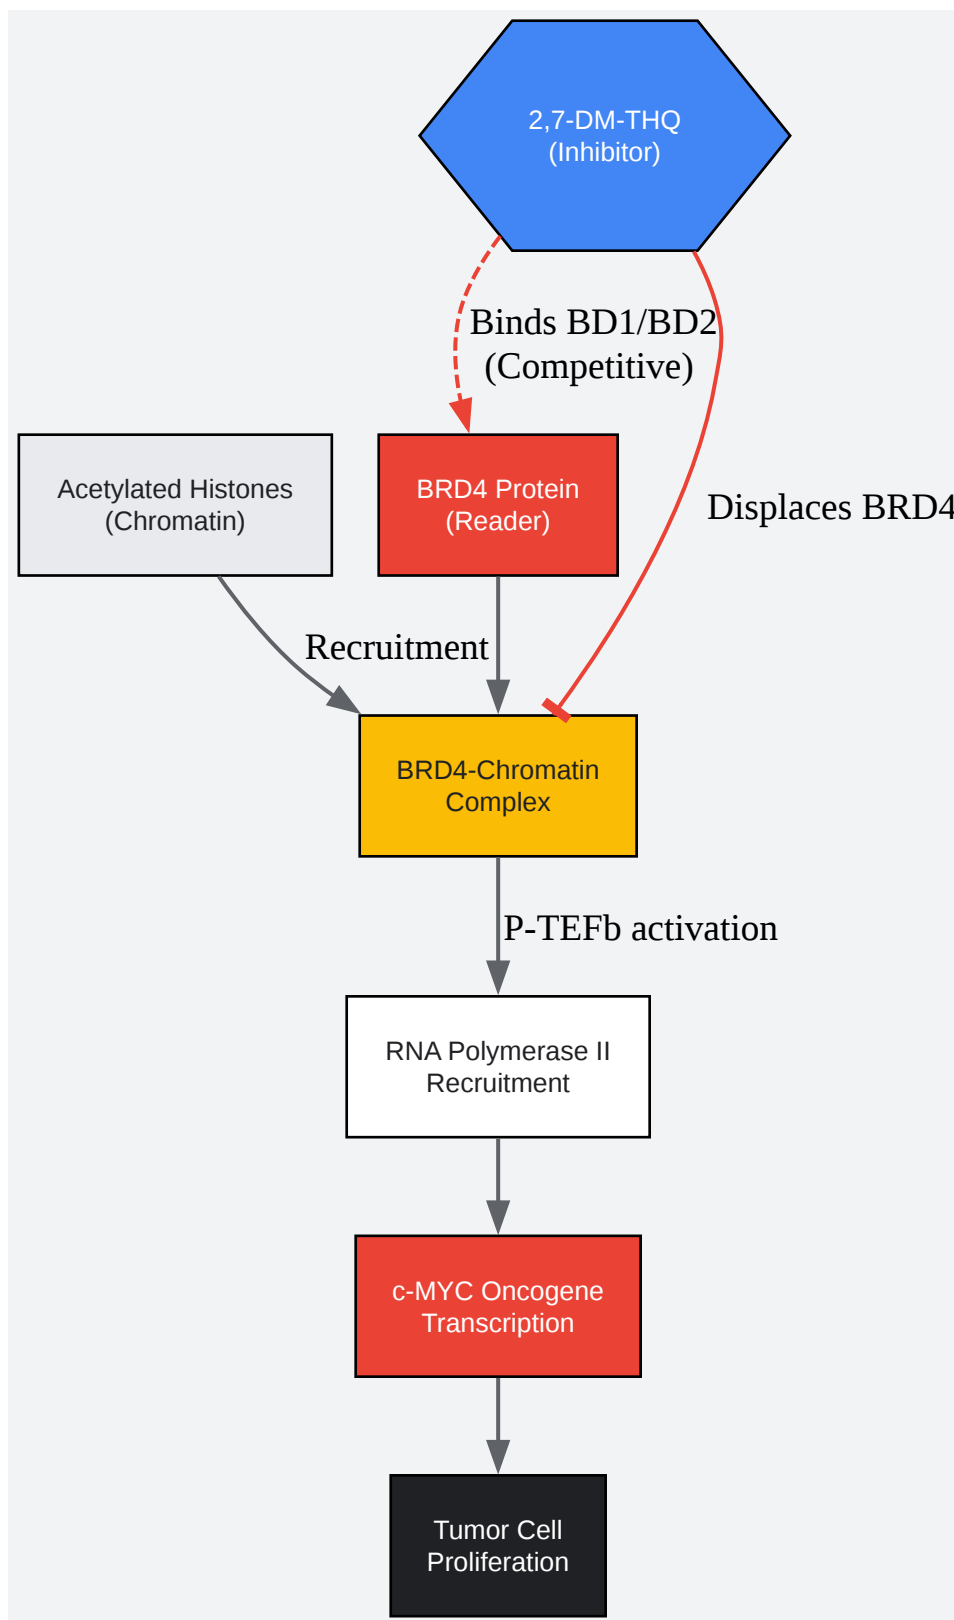 2,7-DM-THQ
(Inhibitor)
Binds BD1/BD2
(Competitive)
Acetylated Histones
(Chromatin)
BRD4 Protein
(Reader)
Displaces BRD4
Recruitment
BRD4-Chromatin
Complex
P-TEFb activation
RNA Polymerase II
Recruitment
c-MYC Oncogene
Transcription
Tumor Cell
Proliferation